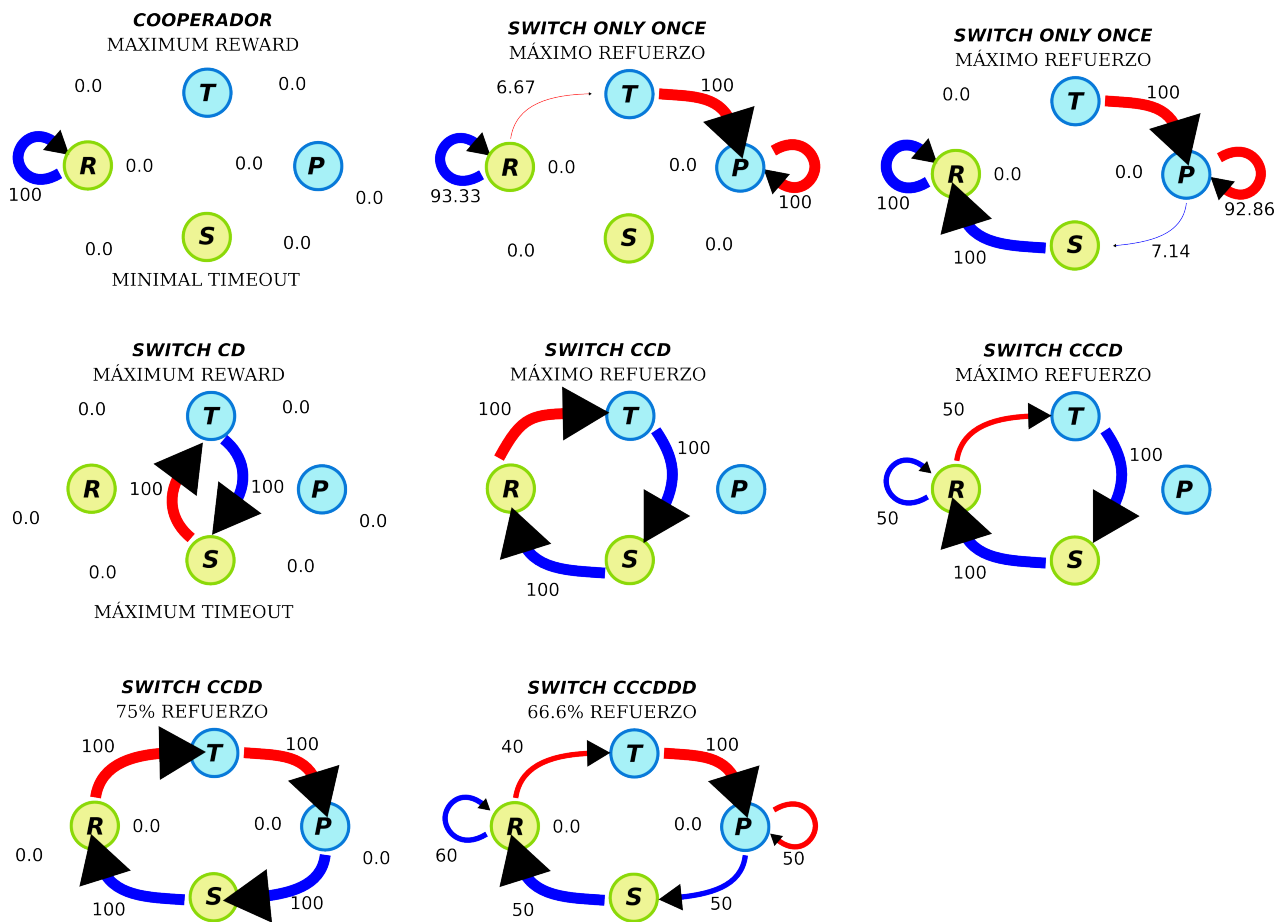 COOPERADOR
MAXIMUM REWARD
0.0
0.0
T
R
0.0
0.0
P
100
0.0
S
0.0
0.0
MINIMAL TIMEOUT
SWITCH ONLY ONCE
MÁXIMO REFUERZO
6.67
100
T
R
0.0
0.0
P
93.33
100
S
0.0
0.0
SWITCH ONLY ONCE
MÁXIMO REFUERZO
0.0
100
T
R
0.0
0.0
P
100
92.86
S
100
7.14
SWITCH CD
MÁXIMUM REWARD
0.0
0.0
T
R
100
100
P
0.0
0.0
S
0.0
0.0
MÁXIMUM TIMEOUT
SWITCH CCD
MÁXIMO REFUERZO
100
T
100
R
P
S
100
SWITCH CCCD
MÁXIMO REFUERZO
50
T
100
R
P
50
S
100
SWITCH CCDD
75% REFUERZO
100
100
T
R
0.0
0.0
P
0.0
0.0
S
100
100
SWITCH CCCDDD
66.6% REFUERZO
40
100
T
R
0.0
0.0
P
60
50
S
50
50